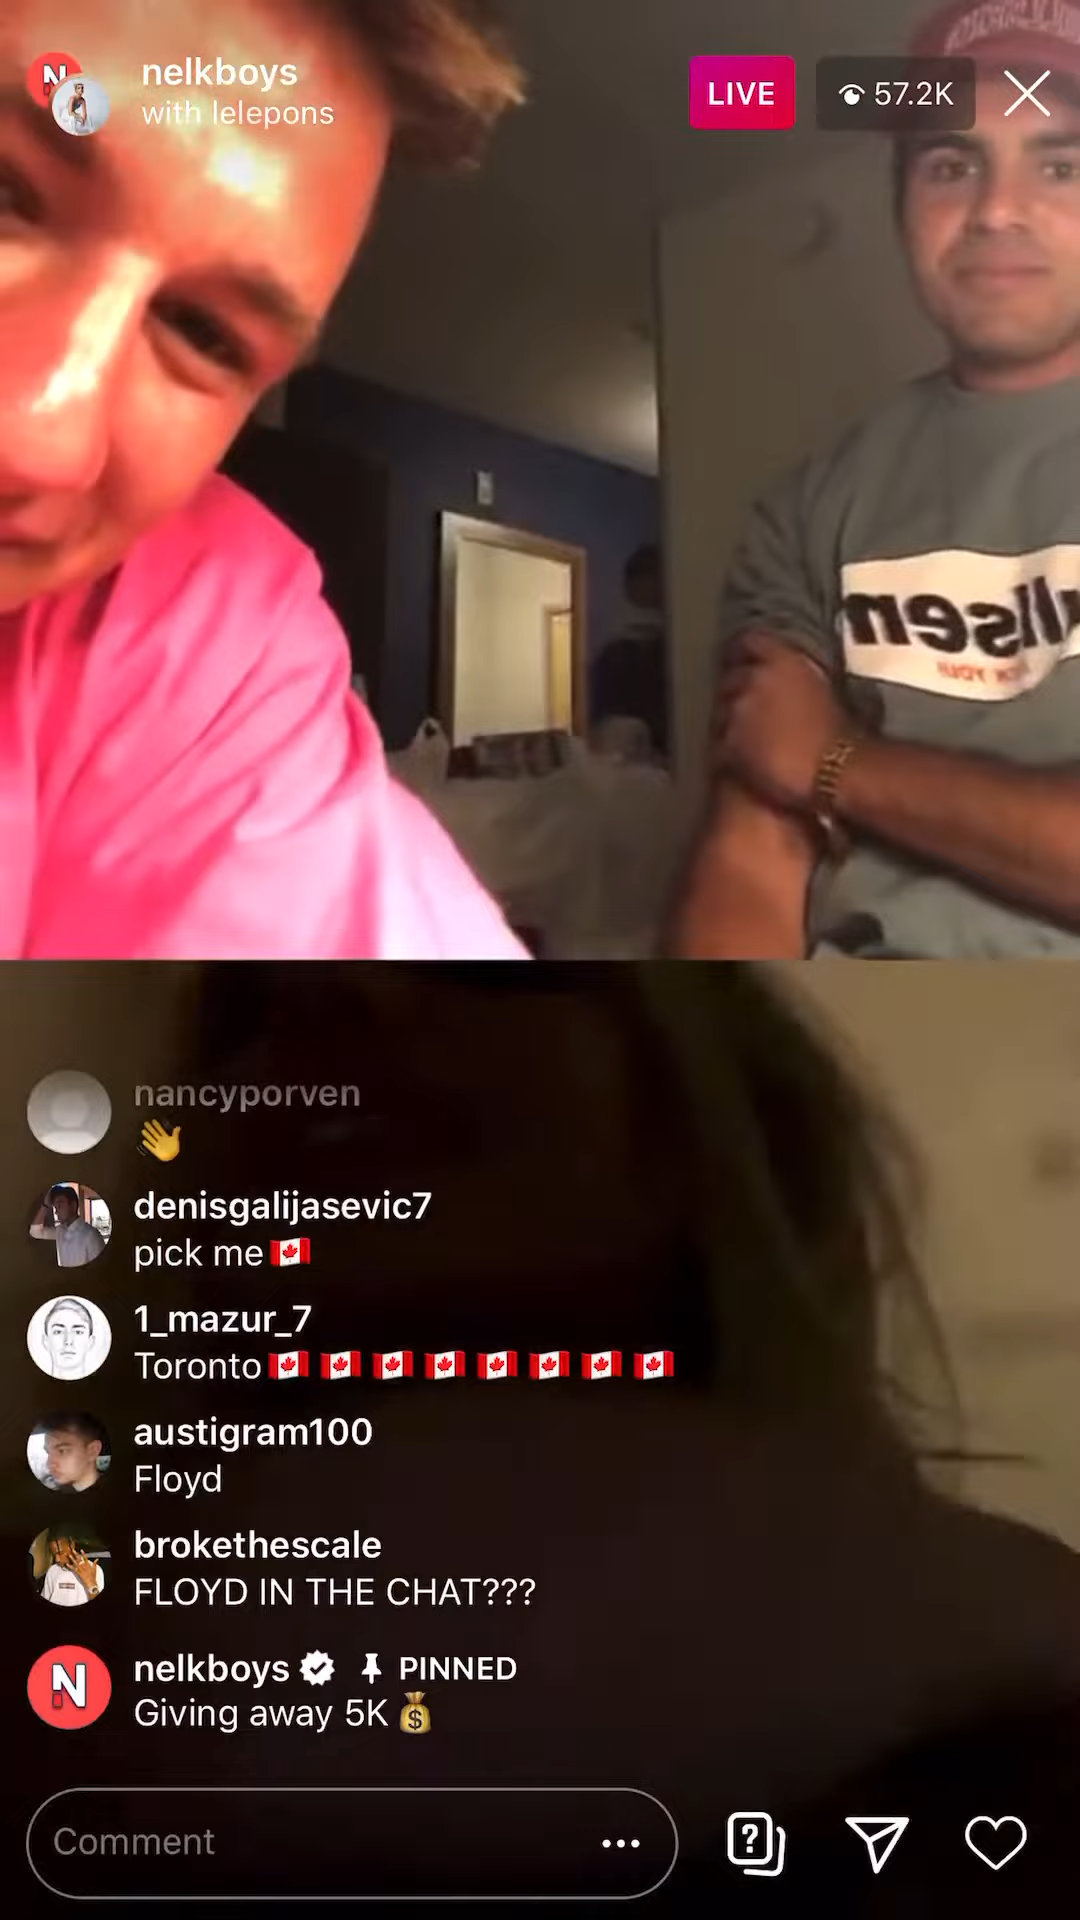 nelkboys
with lelepons
LIVE
57.2K
nancyporven
👋
denisgalijasevic7
pick me🇨🇦
1_mazur_7
Toronto🇨🇦🇨🇦🇨🇦🇨🇦🇨🇦🇨🇦🇨🇦🇨🇦
austigram100
Floyd
brokethescale
FLOYD IN THE CHAT???
N
nelkboys PINNED
Giving away 5K💰
Comment